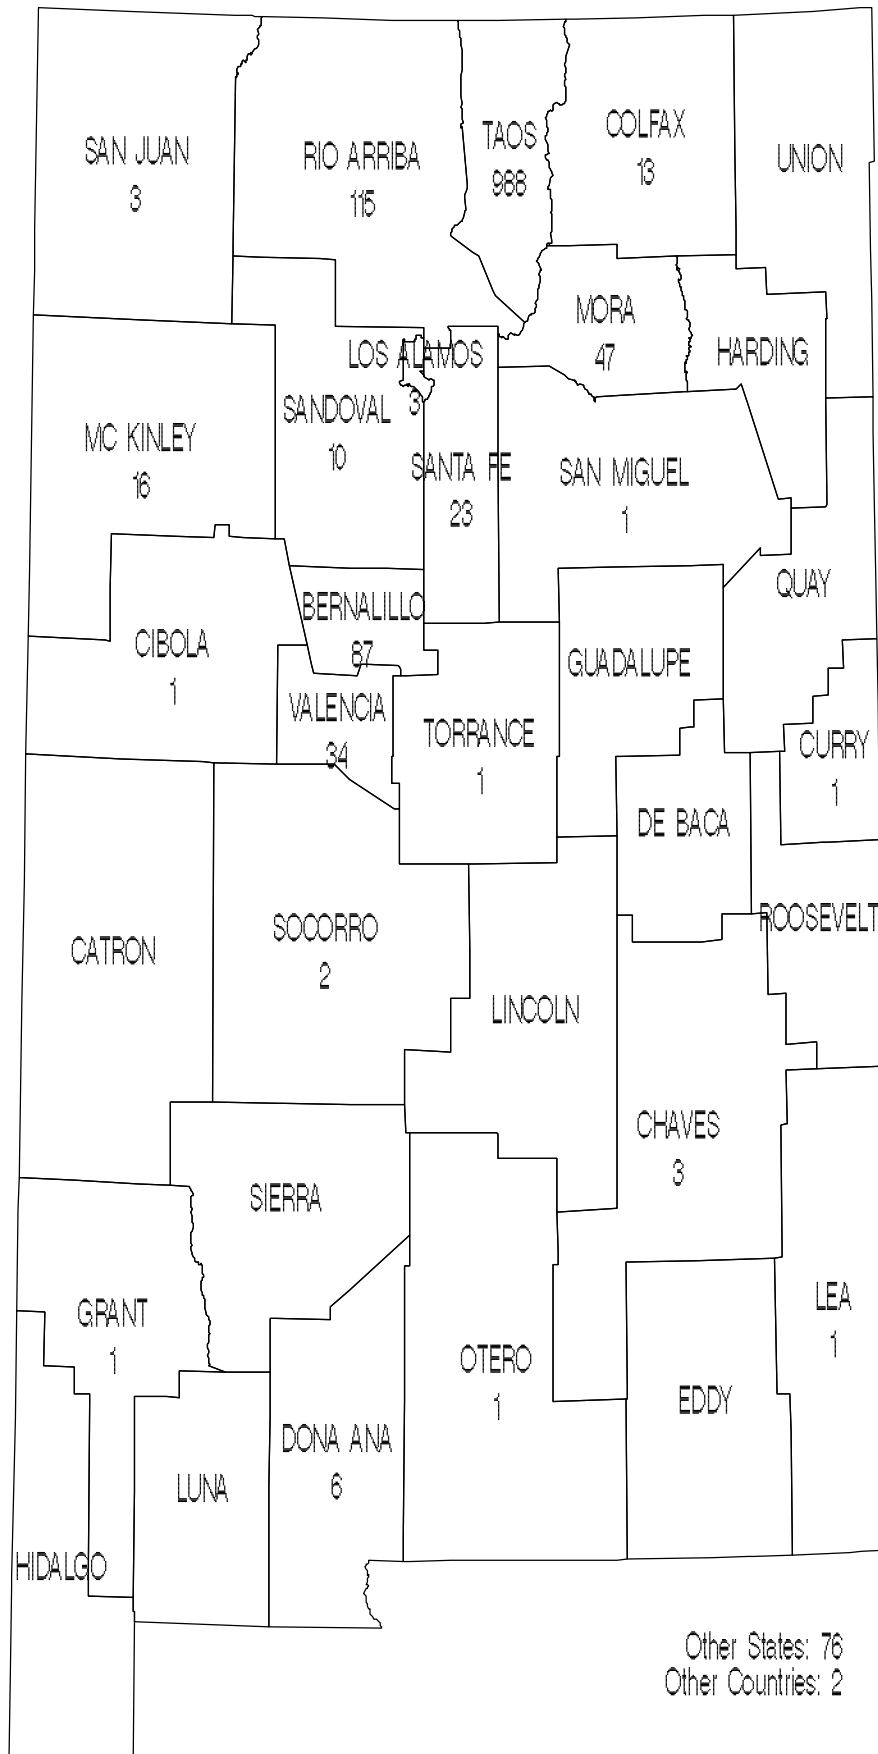 SAN JUAN
3
RIO ARRIBA
115
TAOS
988
COLFAX
13
UNION
MORA
47
HARDING
LOS ALAMOS
3
SANDOVAL
10
MC KINLEY
16
SANTA FE
23
SAN MIGUEL
1
QUAY
BERNALILLO
87
CIBOLA
1
GUADALUPE
VALENCIA
34
TORRANCE
1
CURRY
1
DE BACA
ROOSEVELT
CATRON
SOCORRO
2
LINCOLN
CHAVES
3
SIERRA
GRANT
1
LEA
1
OTERO
1
EDDY
DONA ANA
6
LUNA
HIDALGO
Other States: 76
Other Countries: 2